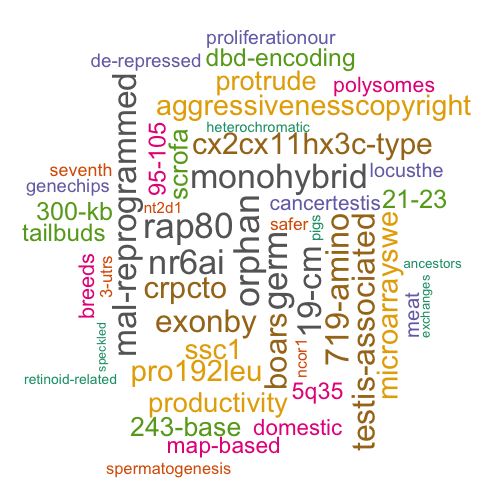 proliferationour
de-repressed
dbd-encoding
protrude
polysomes
aggressivenesscopyright
mal-reprogrammed
95-105
scrofa
heterochromatic
cx2cx11hx3c-type
seventh
genechips
monohybrid
locusthe
300-kb
nt2d1
rap80
orphan
cancertestis
21-23
tailbuds
safer
pigs
nr6ai
germ
19-cm
719-amino
testis-associated
microarrayswe
ancestors
breeds
3-utrs
crpcto
boars
meat
exchanges
exonby
speckled
ssc1
ncor1
retinoid-related
pro192leu
5q35
productivity
243-base
domestic
map-based
spermatogenesis